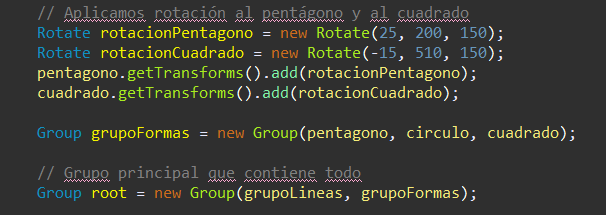 // Aplicamos rotación al pentágono y al cuadrado
Rotate rotacionPentagono = new Rotate(25, 200, 150);
Rotate rotacionCuadrado = new Rotate(-15, 510, 150);
pentagono.getTransforms().add(rotacionPentagono);
cuadrado.getTransforms().add(rotacionCuadrado);
Group grupoFormas = new Group(pentagono, circulo, cuadrado);
// Grupo principal que contiene todo
Group root = new Group(grupoLineas, grupoFormas);